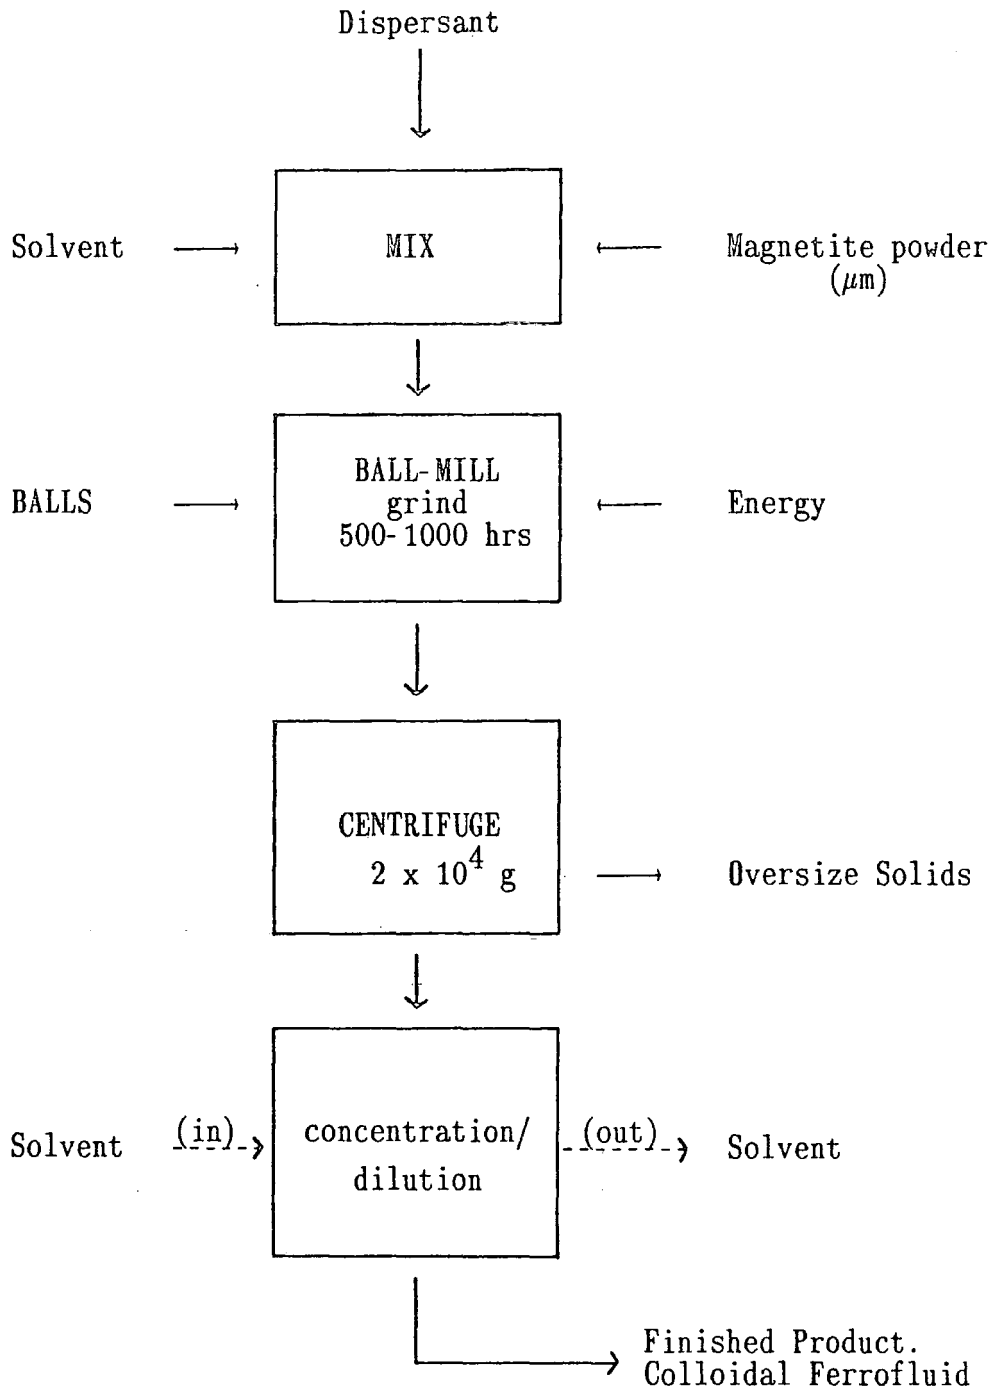 Dispersant
Solvent
MIX
Magnetite powder
(μm)
BALLS
BALL-MILL
grind
500-1000 hrs
Energy
CENTRIFUGE
2 x 10⁴ g
Oversize Solids
Solvent
(in)
concentration/
dilution
(out)
Solvent
Finished Product.
Colloidal Ferrofluid